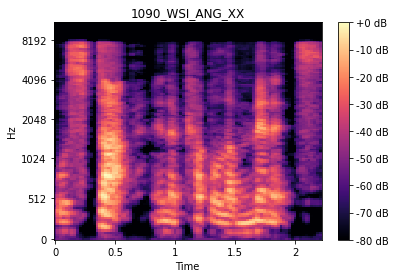 1090_WSI_ANG_XX
+0 dB
8192
-10 dB
4096
-20 dB
-30 dB
2048
-40 dB
Hz
1024
-50 dB
512
-60 dB
-70 dB
0
-80 dB
0
0.5
1
1.5
2
Time